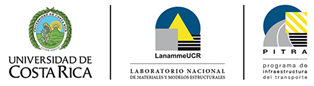 UNIVERSIDAD DE
COSTA RICA
LanammeUCR
LABORATORIO NACIONAL
DE MATERIALES Y MODELOS ESTRUCTURALES
PITRA
programa de
infraestructura
del transporte